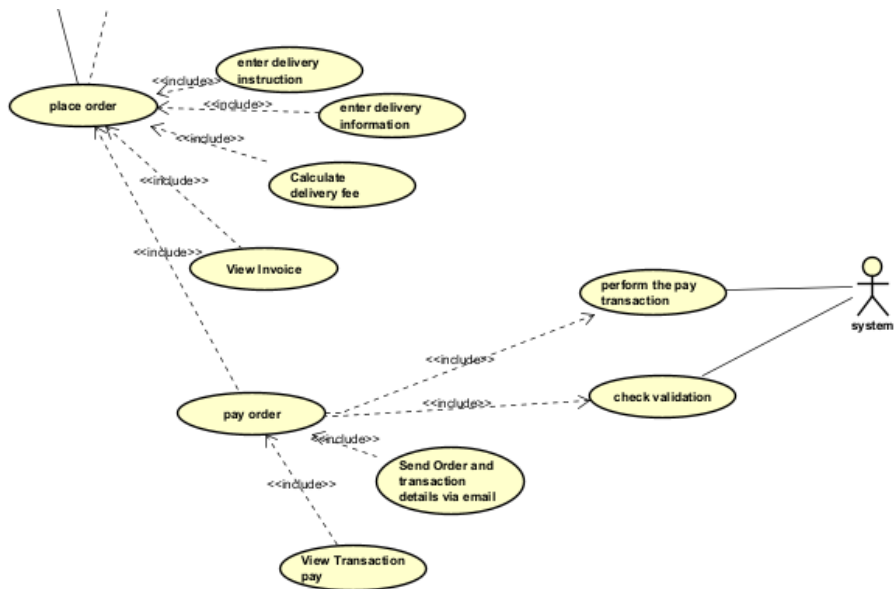 enter delivery
instruction
<<include>>
place order
<<include>>
enter delivery
information
<<include>>
Calculate
delivery fee
<<include>>
<<include>>
View Invoice
perform the pay
transaction
system
<<include>>
check validation
<<include>>
pay order
<<include>>
Send Order and
transaction
details via email
<<include>>
View Transaction
pay